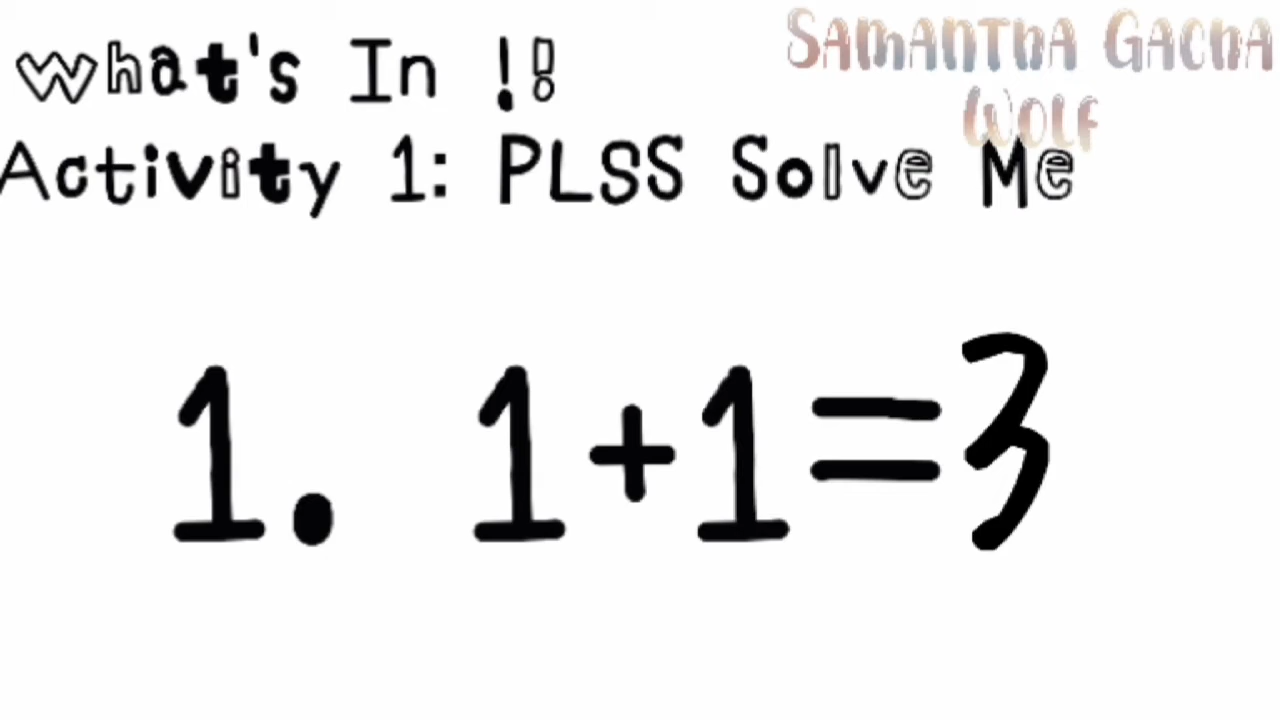 What's In !!
Samantha Gacha
Wolf
Activity 1: PLSS Solve Me
1. 1+1=3